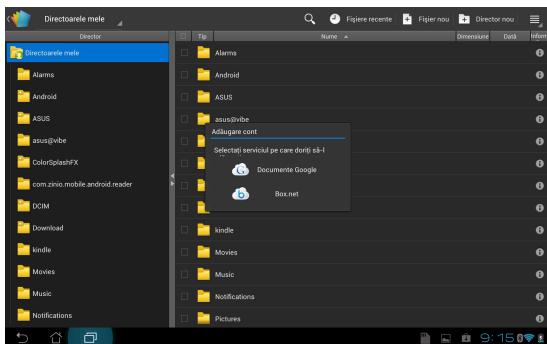 Directoarele mele
Fișiere recente
Fișier nou
Director nou
Director
Tip
Nume
Dimensiune
Dată
Inform
Directoarele mele
Alarms
Android
ASUS
asus@vibe
ColorSplashFX
com.zinio.mobile.android.reader
DCIM
Download
kindle
Movies
Music
Notifications
Alarms
Android
ASUS
asus@vibe
Adăugare cont
Selectați serviciul pe care doriți să-l
Documente Google
Box.net
kindle
Movies
Music
Notifications
Pictures
9:15